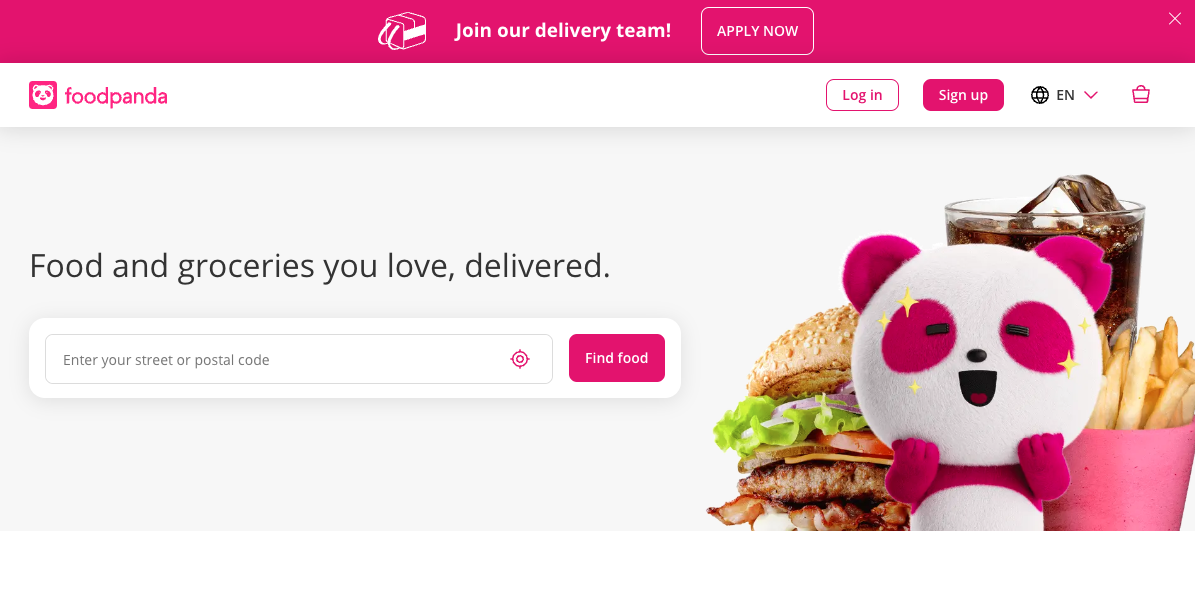 Join our delivery team!
APPLY NOW
foodpanda
Log in
Sign up
EN
Food and groceries you love, delivered.
Enter your street or postal code
Find food